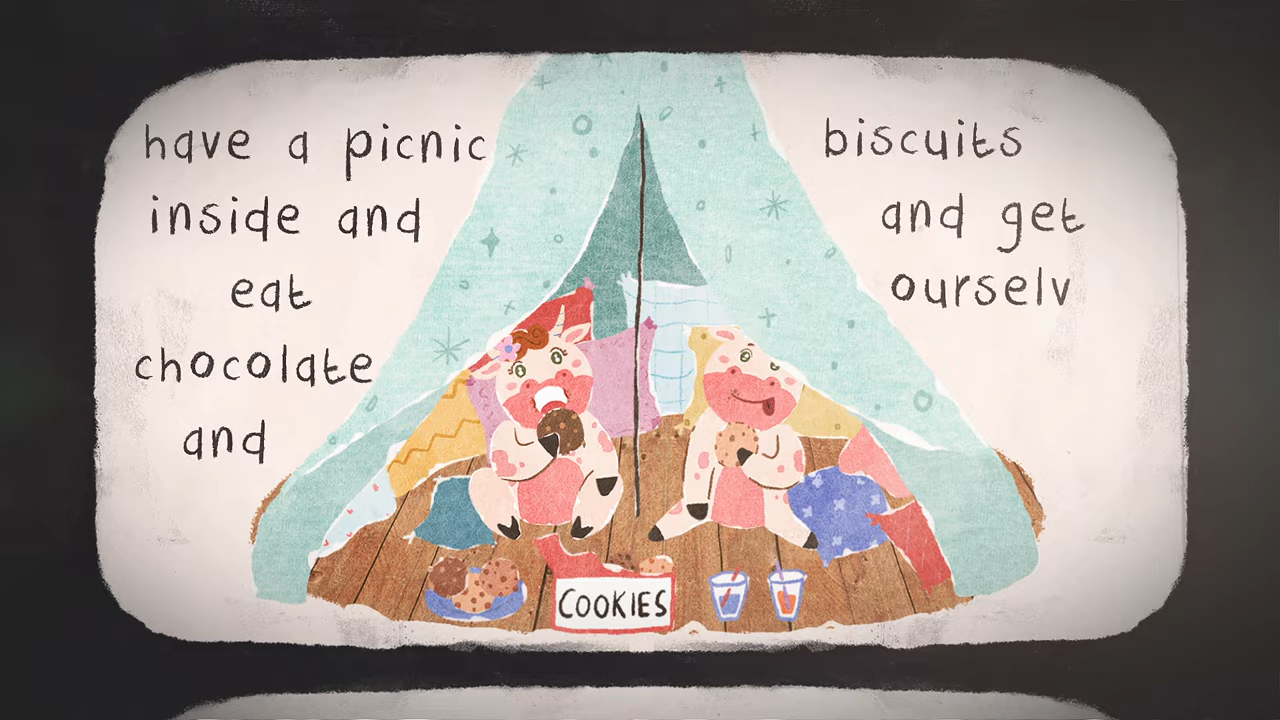 have a picnic
inside and
eat
chocolate
and
biscuits
and get
ourselv
COOKIES